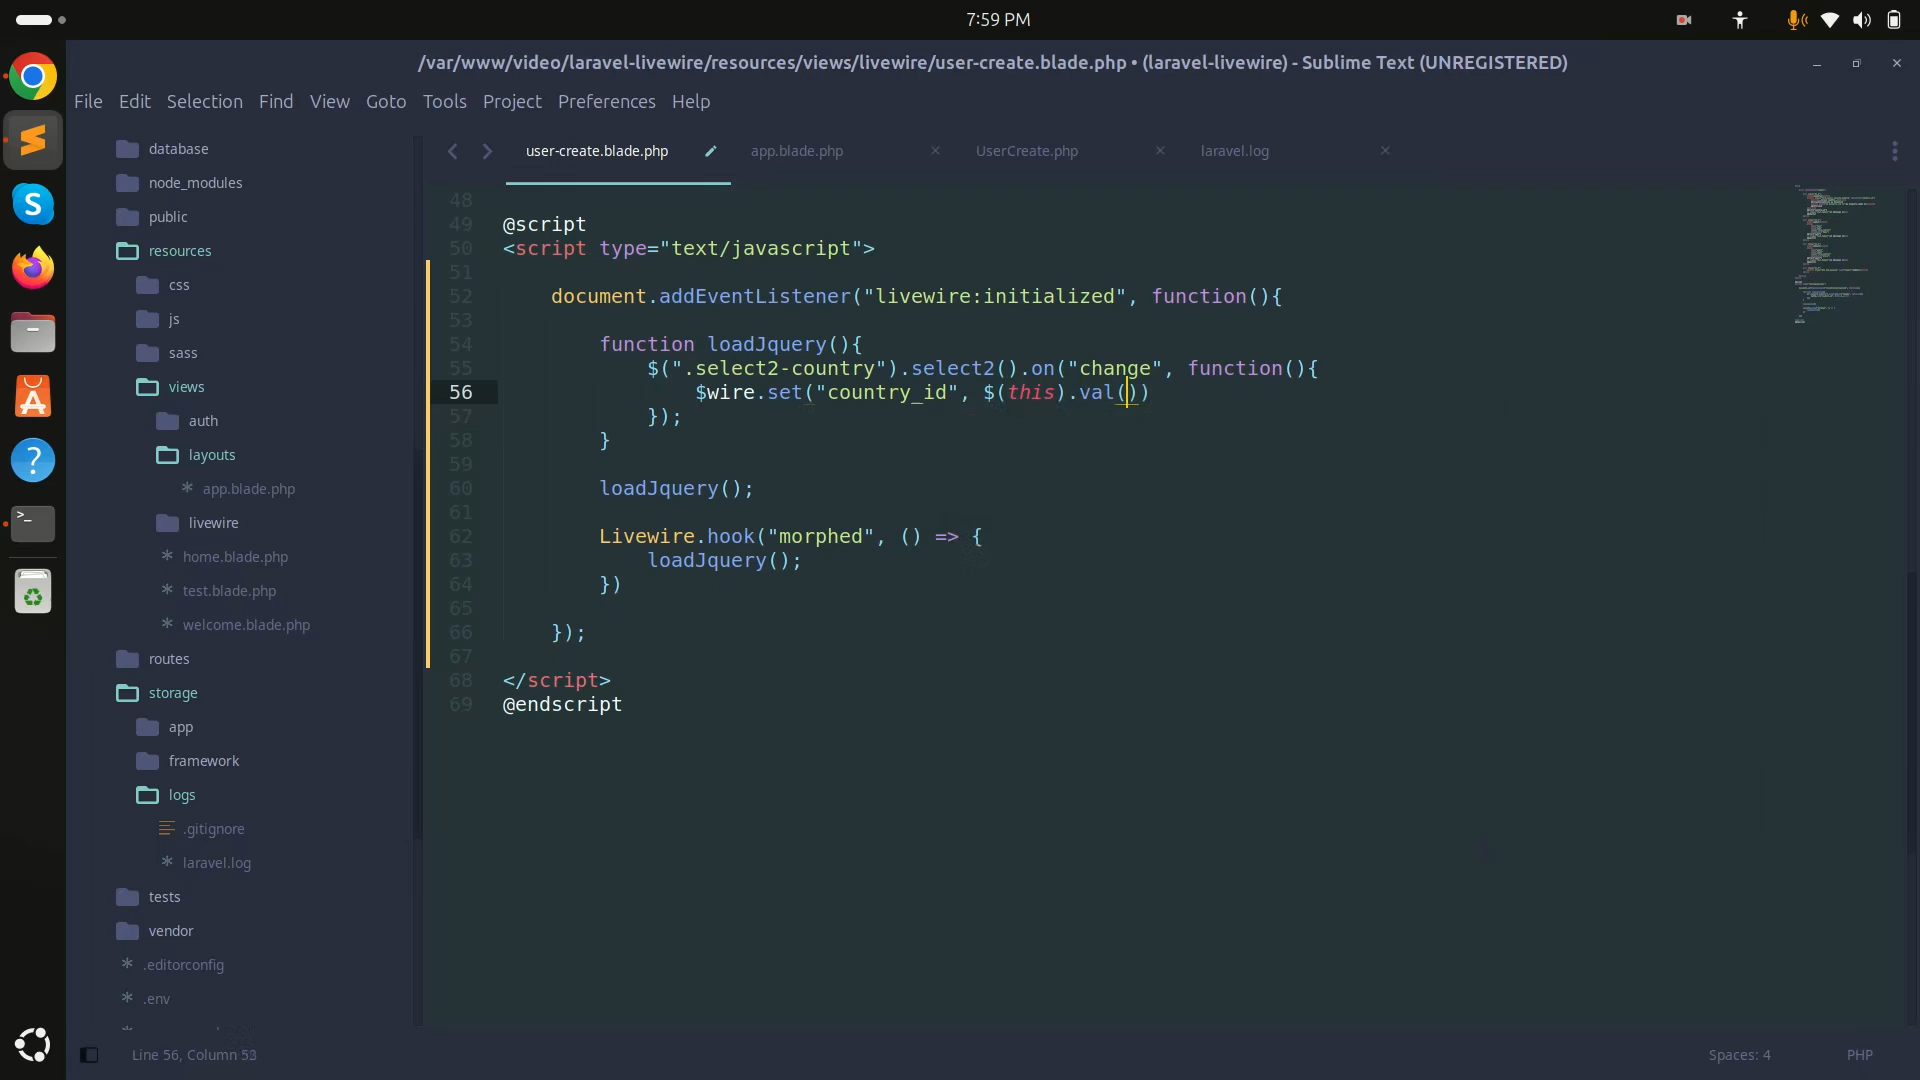 7:59 PM
/var/www/video/laravel-livewire/resources/views/livewire/user-create.blade.php • (laravel-livewire) - Sublime Text (UNREGISTERED)
File Edit Selection Find View Goto Tools Project Preferences Help
database
node_modules
public
resources
css
js
sass
views
auth
layouts
app.blade.php
livewire
home.blade.php
test.blade.php
welcome.blade.php
routes
storage
app
framework
logs
.gitignore
laravel.log
tests
vendor
.editorconfig
.env
user-create.blade.php app.blade.php UserCreate.php laravel.log
48
49 @script
50 <script type="text/javascript">
51
52 document.addEventListener("livewire:initialized", function(){
53
54 function loadJquery(){
55 $(".select2-country").select2().on("change", function(){
56 $wire.set("country_id", $(this).val())
57 });
58 }
59
60 loadJquery();
61
62 Livewire.hook("morphed", () => {
63 loadJquery();
64 })
65
66 });
67
68 </script>
69 @endscript
Line 56, Column 53
Spaces: 4
PHP